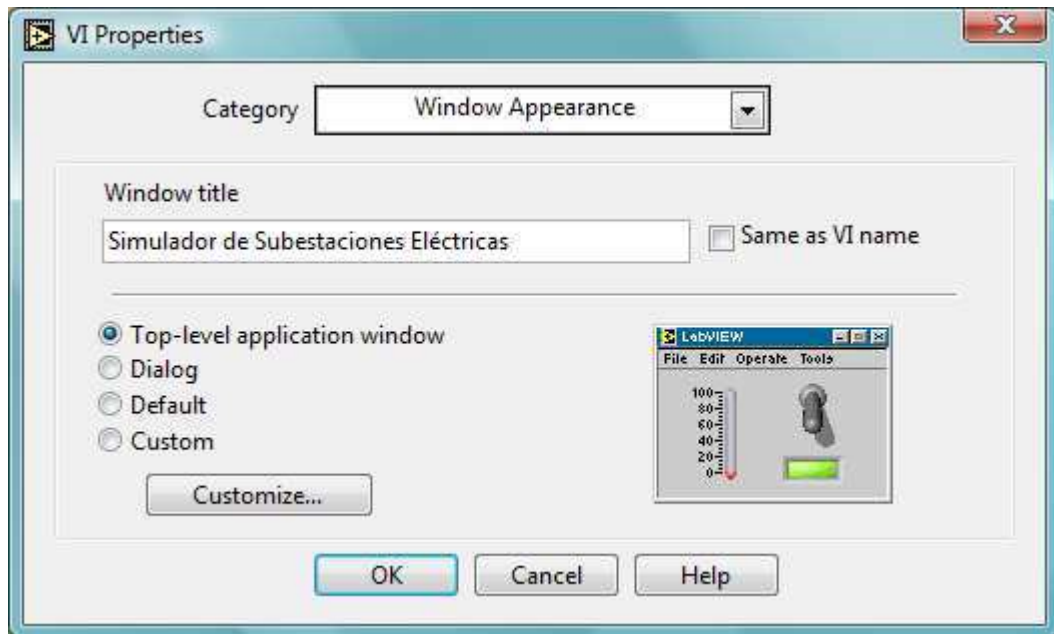 VI Properties
Category Window Appearance
Window title
Simulador de Subestaciones Eléctricas
Same as VI name
Top-level application window
Dialog
Default
Custom
Customize...
LabVIEW
File Edit Operate Tools
100
80
60
40
20
0
OK Cancel Help